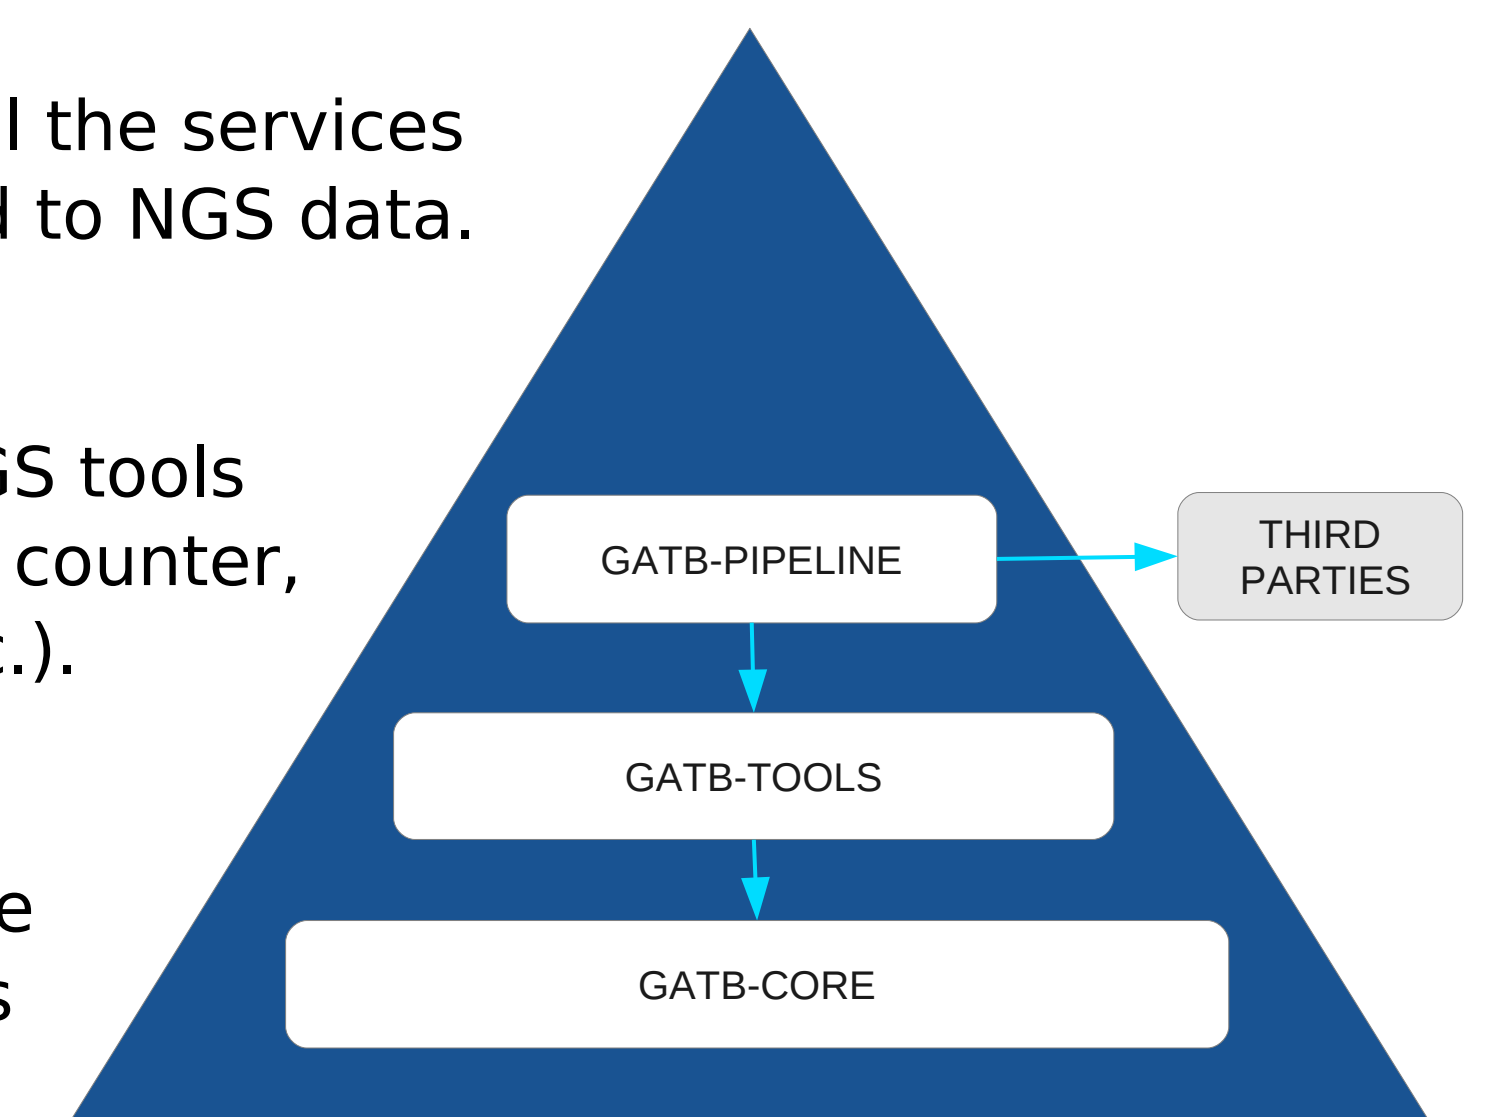 the services
to NGS data.
tools
counter,
GATB-PIPELINE
THIRD
PARTIES
GATB-TOOLS
GATB-CORE